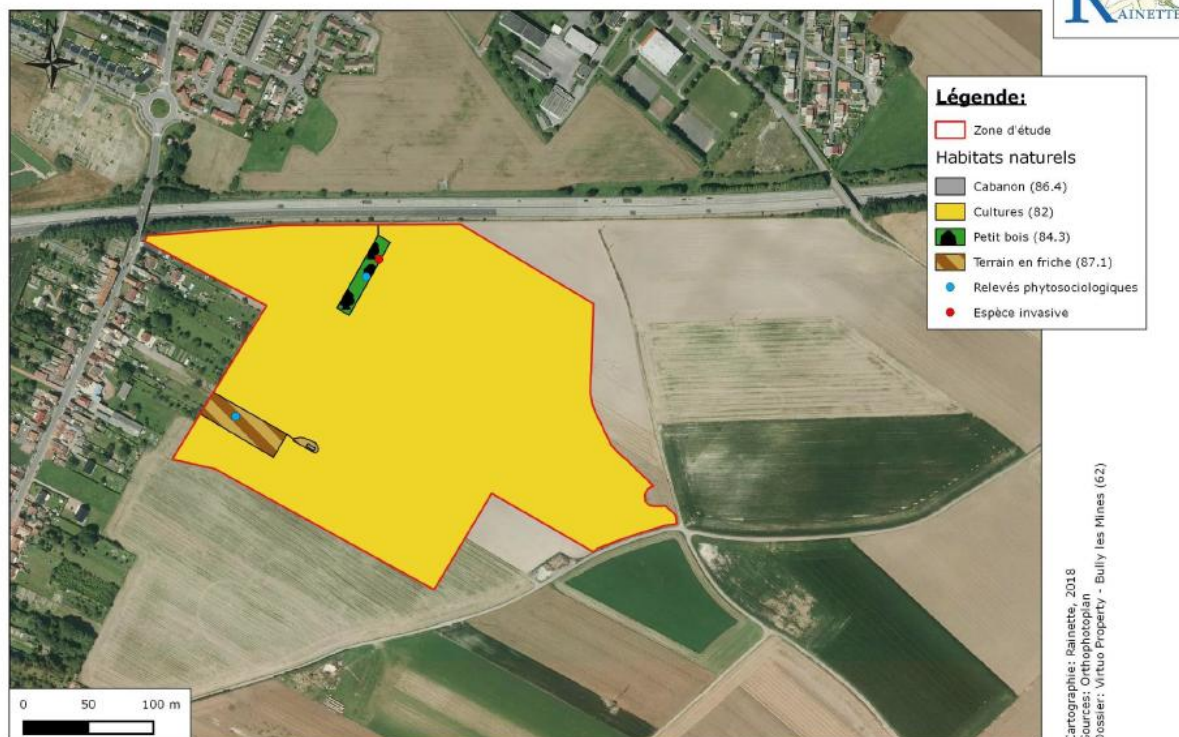 RAINETTE
Légende:
Zone d'étude
Habitats naturels
Cabanon (86.4)
Cultures (82)
Petit bois (84.3)
Terrain en friche (87.1)
Relevés phytosociologiques
Espèce invasive
0 50 100 m
Cartographie: Rainette, 2018
Sources: Orthophotoplan
Dossier: Virtuo Property - Bully les Mines (62)